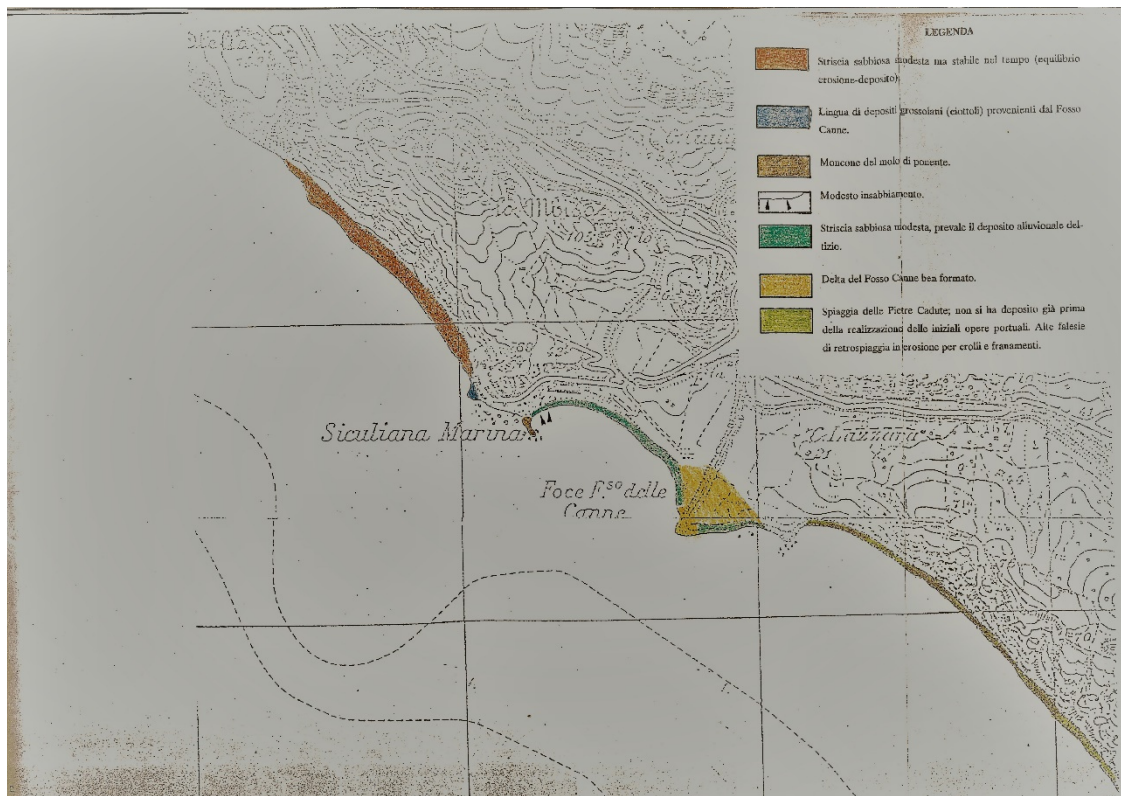 LEGENDA
Striscia sabbiosa modesta ma stabile nel tempo (equilibrio
erosione-deposito).
Lingua di depositi grossolani (ciottoli) provenienti dal Fosso
Canne.
Moncone del molo di ponente.
Modesto insabbiamento.
Striscia sabbiosa modesta, prevale il deposito alluvionale del-
tizio.
Delta del Fosso Canne ben formato.
Spiaggia delle Pietre Cadute; non si ha deposito già prima
della realizzazione delle iniziali opere portuali. Alte falesie
di retrospiaggia in erosione per crolli e franamenti.
60
Siculiana Marina
C. Lazzara
K.167
21
Foce F.so delle
Canne